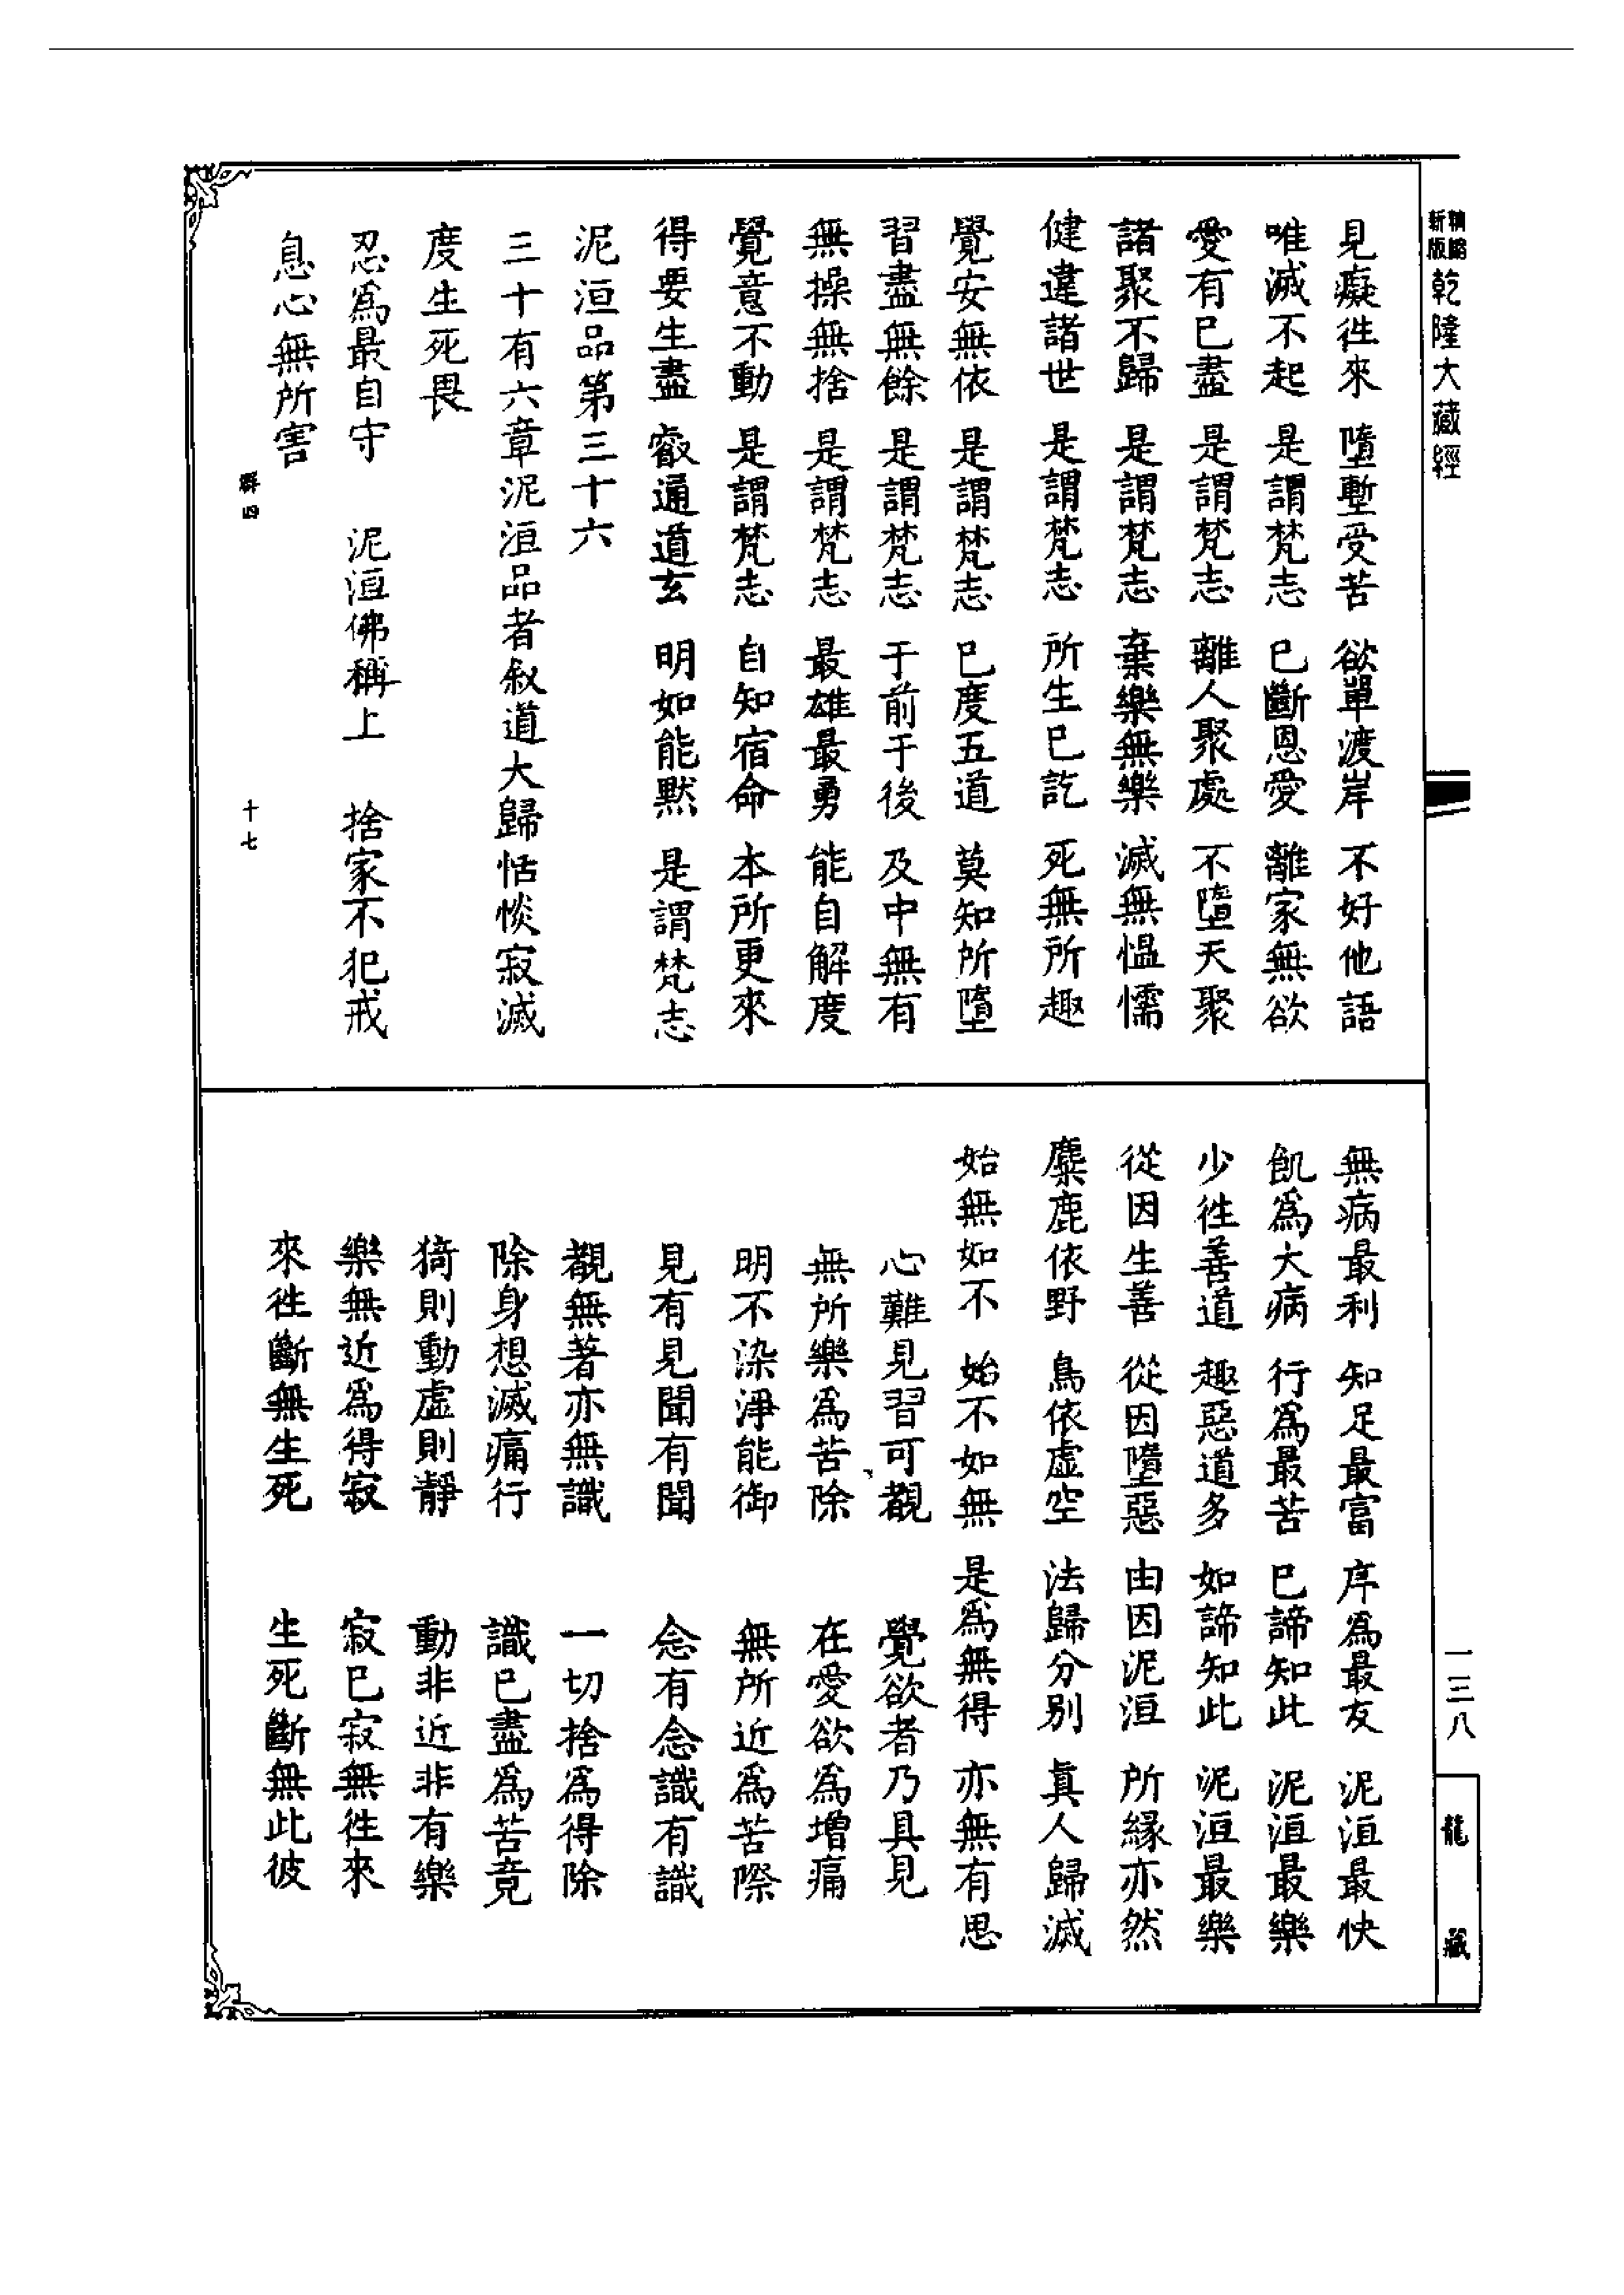 新版精縮乾隆大藏經
見癡往來　墮塹受苦　欲單渡岸　不好他語
唯滅不起　是謂梵志　已斷恩愛　離家無欲
愛有已盡　是謂梵志　離人聚處　不墮天聚
諸聚不歸　是謂梵志　棄樂無樂　滅無慍懦
健違諸世　是謂梵志　所生已訖　死無所趣
覺安無依　是謂梵志　已度五道　莫知所墮
習盡無餘　是謂梵志　于前于後　及中無有
無操無捨　是謂梵志　最雄最勇　能自解度
覺意不動　是謂梵志　自知宿命　本所更來
得要生盡　叡通道玄　明如能默　是謂梵志
泥洹品第三十六
三十有六章泥洹品者叙道大歸恬惔寂滅
度生死畏
忍為最自守　泥洹佛稱上　捨家不犯戒
息心無所害
群四　十七
無病最利　知足最富　厚為最友　泥洹最快
飢為大病　行為最苦　已諦知此　泥洹最樂
少往善道　趣惡道多　如諦知此　泥洹最樂
從因生善　從因墮惡　由因泥洹　所緣亦然
麋鹿依野　鳥依虛空　法歸分別　真人歸滅
始無如不　始不如無　是為無得　亦無有思
心難見習可覩　覺欲者乃具見
無所樂為苦除　在愛欲為增痛
明不染淨能御　無所近為苦際
見有見聞有聞　念有念識有識
覩無著亦無識　一切捨為得除
除身想滅痛行　識已盡為苦竟
猗則動虛則靜　動非近非有樂
樂無近為得寂　寂已寂無往來
來往斷無生死　生死斷無此彼
一三八
龍藏